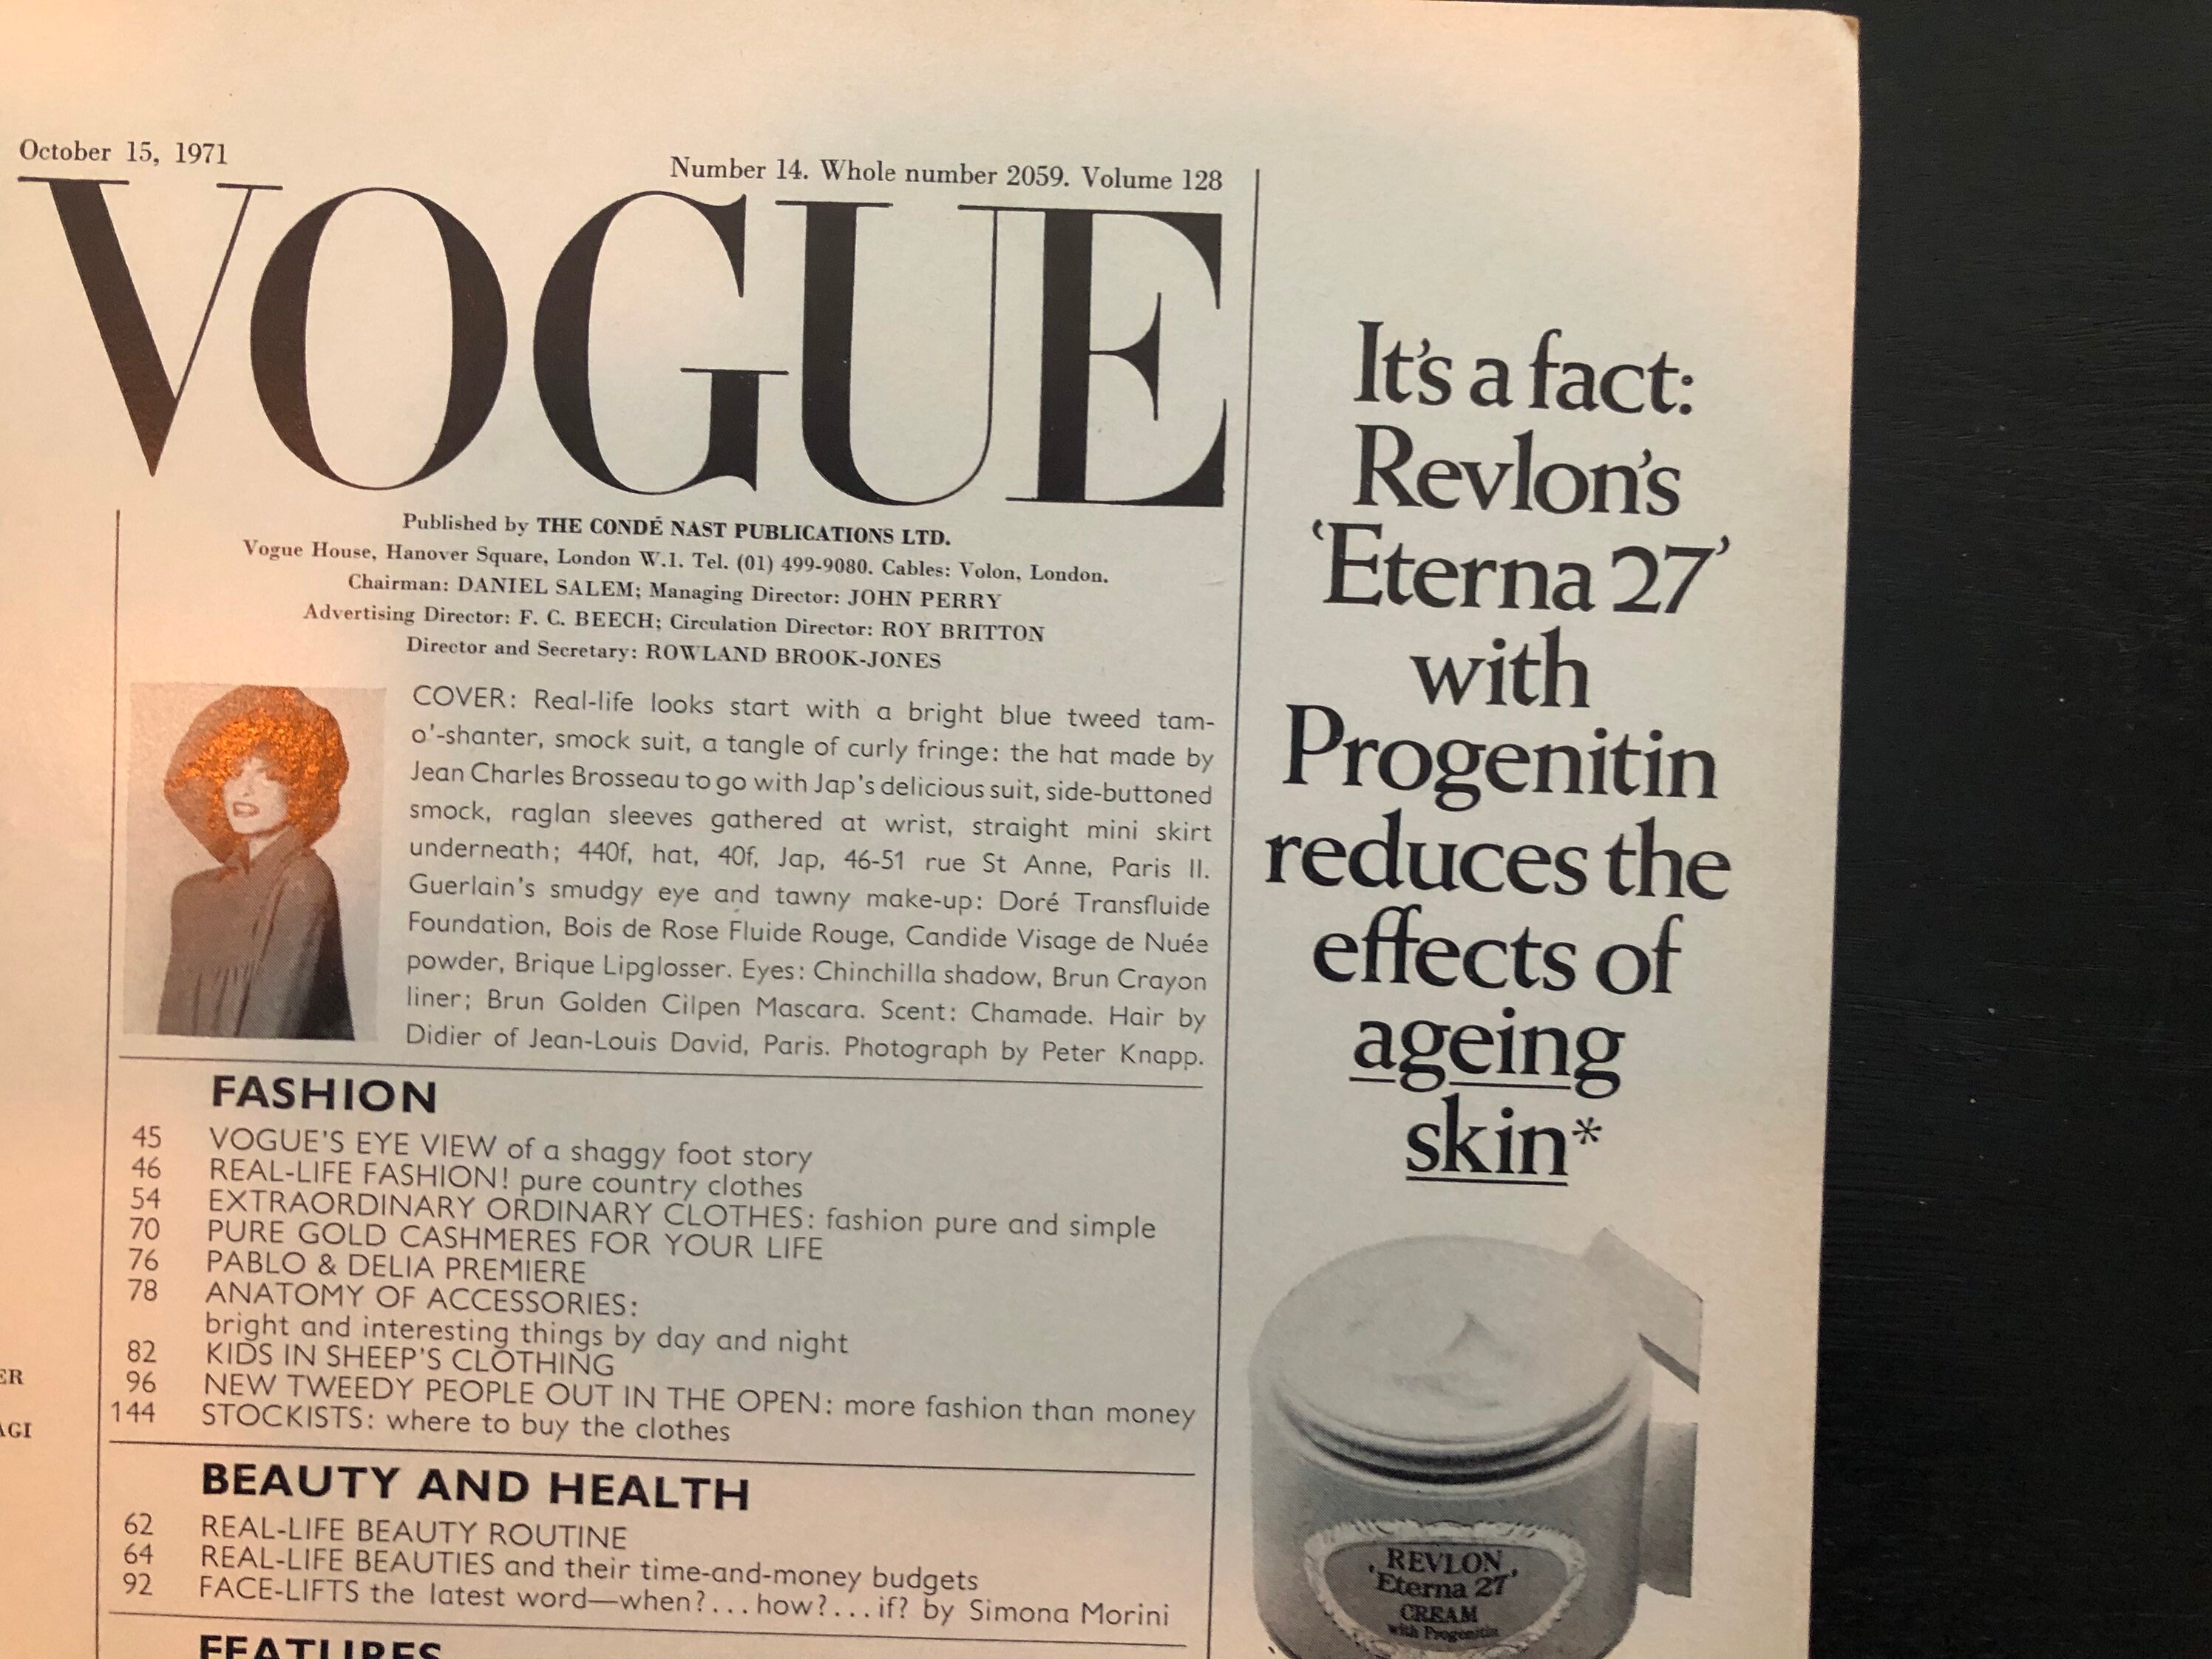 October 15, 1971
Number 14. Whole number 2059. Volume 128
VOGUE
Published by THE CONDÉ NAST PUBLICATIONS LTD.
Vogue House, Hanover Square, London W.1. Tel. (01) 499-9080. Cables: Volon, London.
Chairman: DANIEL SALEM; Managing Director: JOHN PERRY
Advertising Director: F. C. BEECH; Circulation Director: ROY BRITTON
Director and Secretary: ROWLAND BROOK-JONES
COVER: Real-life looks start with a bright blue tweed tam-
o'-shanter, smock suit, a tangle of curly fringe: the hat made by
Jean Charles Brosseau to go with Jap's delicious suit, side-buttoned
smock, raglan sleeves gathered at wrist, straight mini skirt
underneath; 440f, hat, 40f, Jap, 46-51 rue St Anne, Paris II.
Guerlain's smudgy eye and tawny make-up: Doré Transfluide
Foundation, Bois de Rose Fluide Rouge, Candide Visage de Nuée
powder, Brique Lipglosser. Eyes: Chinchilla shadow, Brun Crayon
liner; Brun Golden Cilpen Mascara. Scent: Chamade. Hair by
Didier of Jean-Louis David, Paris. Photograph by Peter Knapp.
FASHION
45 VOGUE'S EYE VIEW of a shaggy foot story
46 REAL-LIFE FASHION! pure country clothes
54 EXTRAORDINARY ORDINARY CLOTHES: fashion pure and simple
70 PURE GOLD CASHMERES FOR YOUR LIFE
76 PABLO & DELIA PREMIERE
78 ANATOMY OF ACCESSORIES:
bright and interesting things by day and night
82 KIDS IN SHEEP'S CLOTHING
96 NEW TWEEDY PEOPLE OUT IN THE OPEN: more fashion than money
144 STOCKISTS: where to buy the clothes
BEAUTY AND HEALTH
62 REAL-LIFE BEAUTY ROUTINE
64 REAL-LIFE BEAUTIES and their time-and-money budgets
92 FACE-LIFTS the latest word—when?...how?...if? by Simona Morini
FEATURES
ER
AGI
It's a fact:
Revlon's
'Eterna 27'
with
Progenitin
reduces the
effects of
ageing
skin*
REVLON
'Eterna 27'
CREAM
with Progenitin